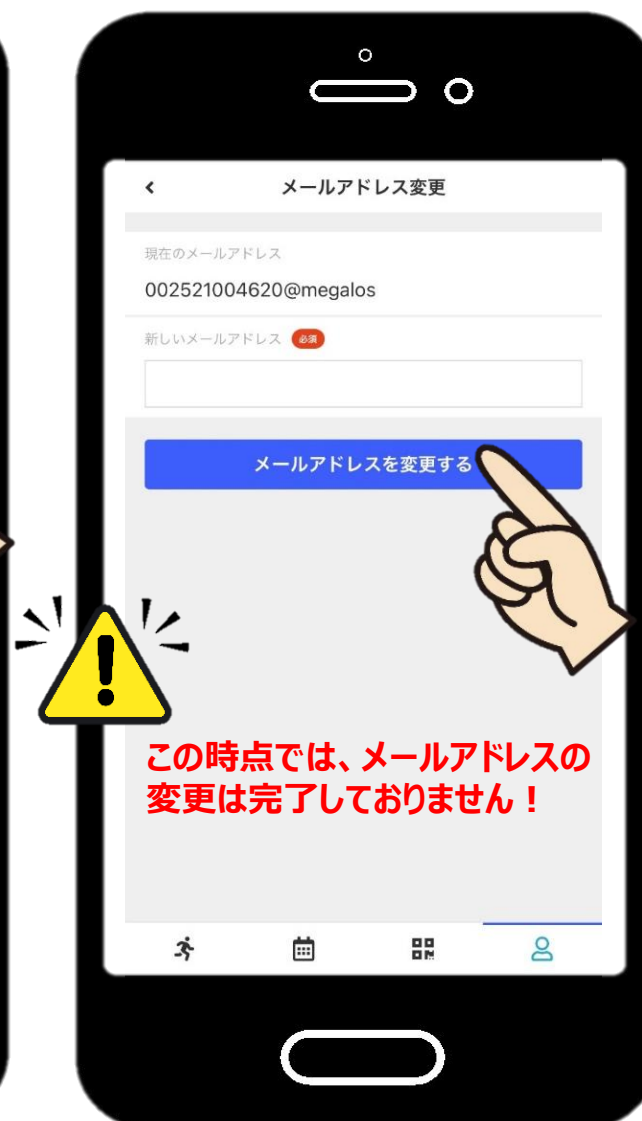 メールアドレス変更
現在のメールアドレス
002521004620@megalos
新しいメールアドレス 必須
メールアドレスを変更する
この時点では、メールアドレスの
変更は完了しておりません！